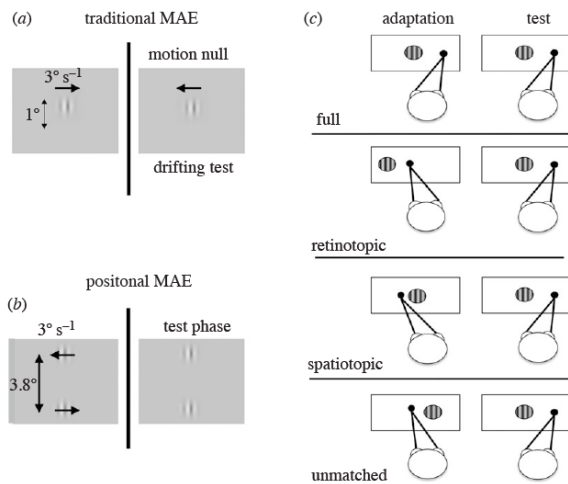 (a) traditional MAE
motion null
3° s⁻¹
1°
drifting test
positonal MAE
(b)
3° s⁻¹
test phase
3.8°
(c) adaptation test
full
retinotopic
spatiotopic
unmatched